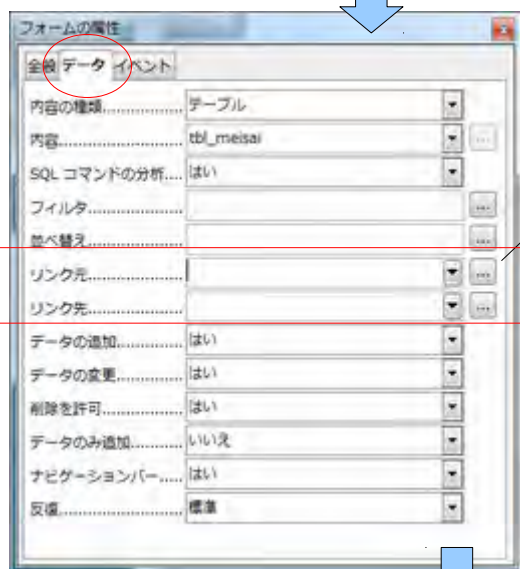 フォームの属性
全般 データ イベント
内容の種類 テーブル
内容 tbl_meisai
SQL コマンドの分析 はい
フィルタ
並べ替え
リンク元
リンク先
データの追加 はい
データの変更 はい
削除を許可 はい
データのみ追加 いいえ
ナビゲーションバー はい
反復 標準